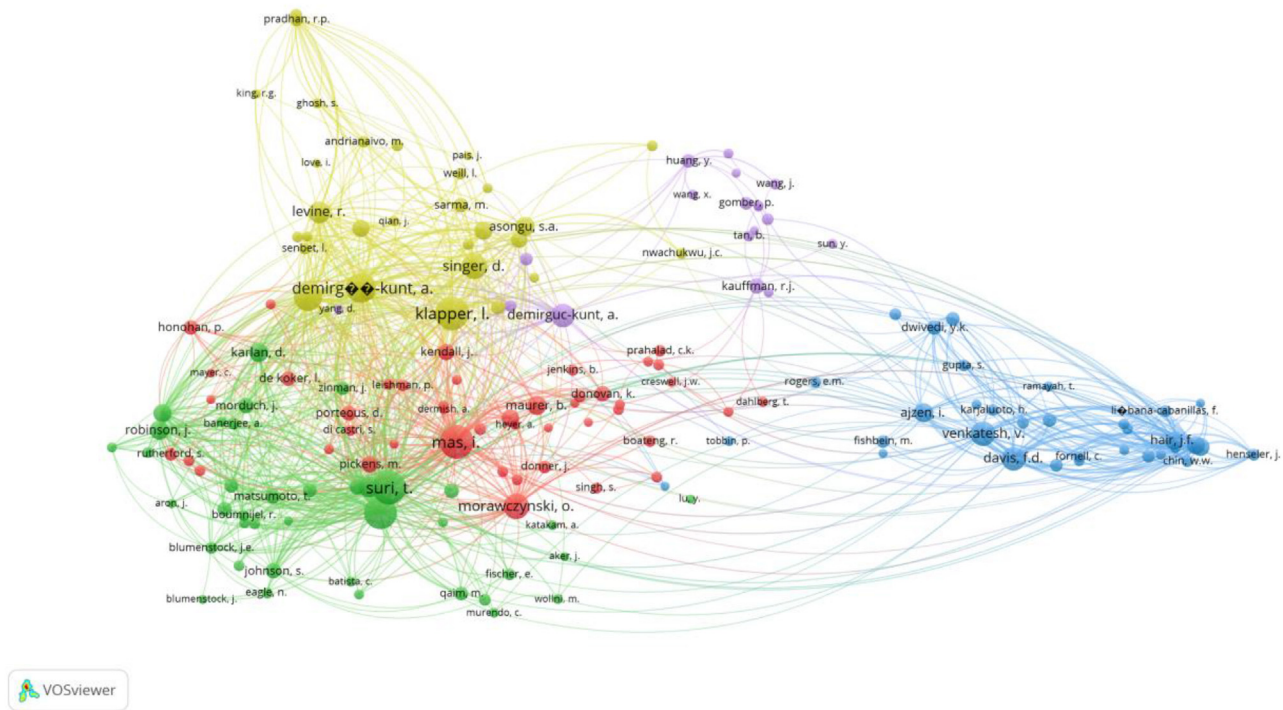 pradhan, r.p.
king, r.g.
ghosh, s.
andrianaivo, m.
love, i.
pais, j.
weill, l.
huang, y.
wang, x.
wang, j.
gomber, p.
levine, r.
qian, j.
sarma, m.
asongu, s.a.
tan, b.
sun, y.
senbet, l.
singer, d.
nwachukwu, j.c.
demirg��-kunt, a.
kauffman, r.j.
yang, d.
klapper, l.
demirguc-kunt, a.
honohan, p.
dwivedi, y.k.
karlan, d.
kendall, j.
prahalad, c.k.
mayer, c.
de koker, l.
zinman, j.
leishman, p.
jenkins, b.
creswell, j.w.
rogers, e.m.
gupta, s.
ramayah, t.
morduch, j.
porteous, d.
dermish, a.
maurer, b.
donovan, k.
dahlberg, t.
ajzen, i.
karjaluoto, h.
li�bana-cabanillas, f.
robinson, j.
banerjee, a.
di castri, s.
heyer, a.
mas, i.
boateng, r.
tobbin, p.
fishbein, m.
venkatesh, v.
hair, j.f.
rutherford, s.
pickens, m.
donner, j.
davis, f.d.
fornell, c.
chin, w.w.
henseler, j.
suri, t.
singh, s.
lu, y.
aron, j.
matsumoto, t.
morawczynski, o.
boumnijel, r.
katakam, a.
blumenstock, j.e.
johnson, s.
aker, j.
batista, c.
fischer, e.
blumenstock, j.
eagle, n.
qaim, m.
wollni, m.
murendo, c.
VOSviewer